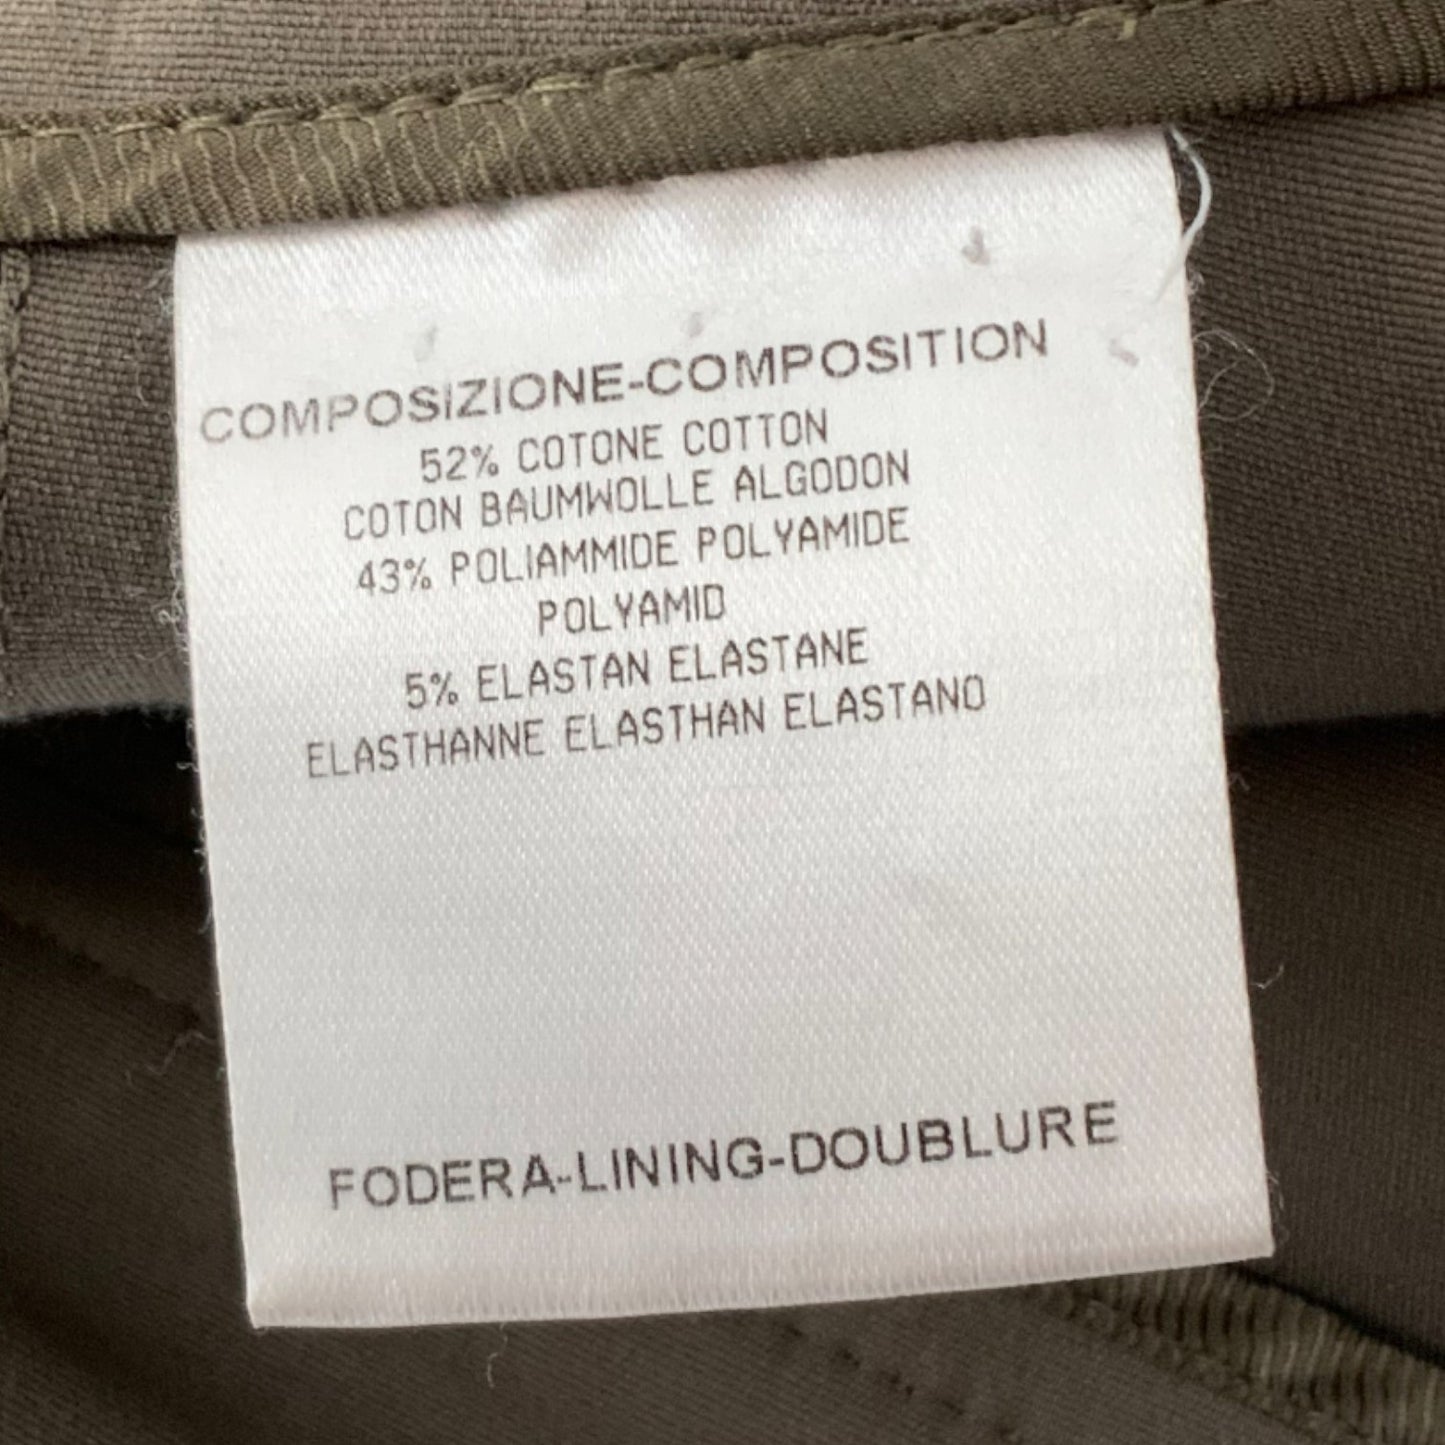 COMPOSIZIONE-COMPOSITION
52% COTONE COTTON
COTON BAUMWOLLE ALGODON
43% POLIAMMIDE POLYAMIDE
POLYAMID
5% ELASTAN ELASTANE
ELASTHANNE ELASTHAN ELASTANO
FODERA-LINING-DOUBLURE